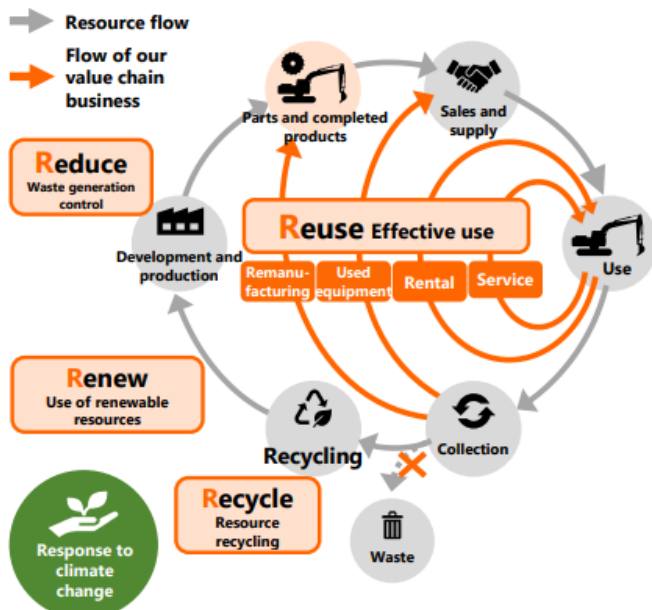 Resource flow
Flow of our
value chain
business
Parts and completed
products
Sales and
supply
Reduce
Waste generation
control
Development and
production
Reuse Effective use
Remanu-
facturing
Used
equipment
Rental
Service
Use
Renew
Use of renewable
resources
Recycling
Collection
Recycle
Resource
recycling
Waste
Response to
climate
change